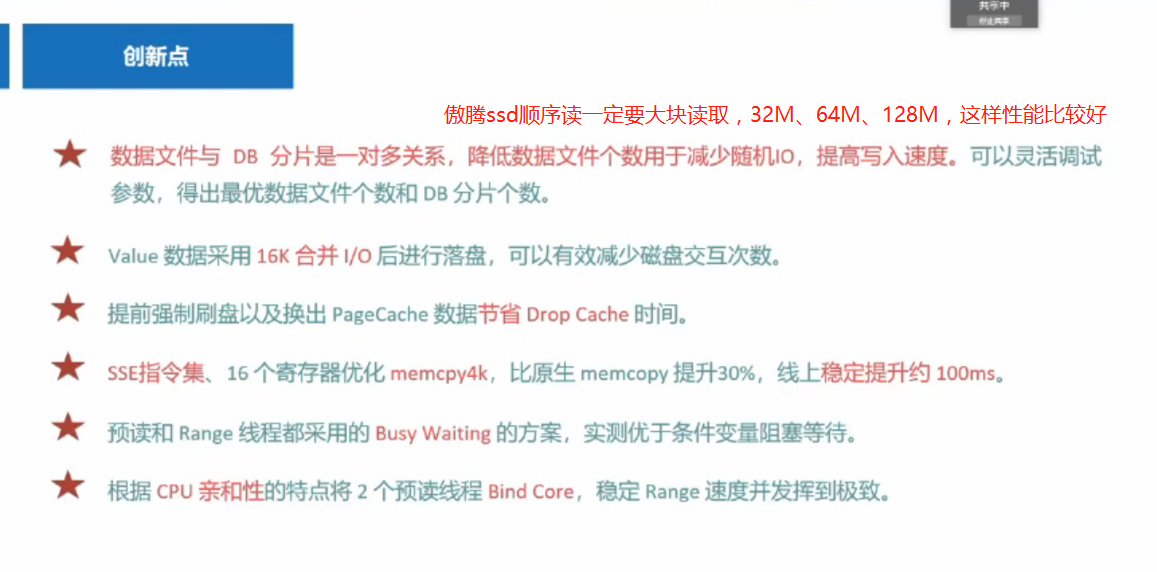 共享中
停止共享
创新点
傲腾ssd顺序读一定要大块读取，32M、64M、128M，这样性能比较好
数据文件与 DB 分片是一对多关系，降低数据文件个数用于减少随机IO，提高写入速度。可以灵活调试
参数，得出最优数据文件个数和 DB 分片个数。
Value 数据采用 16K 合并 I/O 后进行落盘，可以有效减少磁盘交互次数。
提前强制刷盘以及换出 PageCache 数据节省 Drop Cache 时间。
SSE指令集、16 个寄存器优化 memcpy4k，比原生 memcopy 提升30%，线上稳定提升约 100ms。
预读和 Range 线程都采用的 Busy Waiting 的方案，实测优于条件变量阻塞等待。
根据 CPU 亲和性的特点将 2 个预读线程 Bind Core，稳定 Range 速度并发挥到极致。